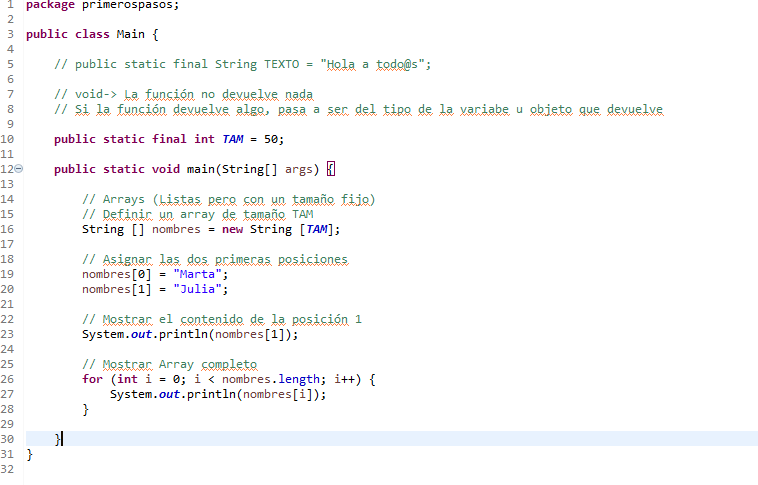 1 package primerospasos;
2
3 public class Main {
4
5 // public static final String TEXTO = "Hola a todo@s";
6
7 // void-> La función no devuelve nada
8 // Si la función devuelve algo, pasa a ser del tipo de la variabe u objeto que devuelve
9
10 public static final int TAM = 50;
11
12 public static void main(String[] args) {
13
14 // Arrays (Listas pero con un tamaño fijo)
15 // Definir un array de tamaño TAM
16 String [] nombres = new String [TAM];
17
18 // Asignar las dos primeras posiciones
19 nombres[0] = "Marta";
20 nombres[1] = "Julia";
21
22 // Mostrar el contenido de la posición 1
23 System.out.println(nombres[1]);
24
25 // Mostrar Array completo
26 for (int i = 0; i < nombres.length; i++) {
27 System.out.println(nombres[i]);
28 }
29
30 }
31 }
32